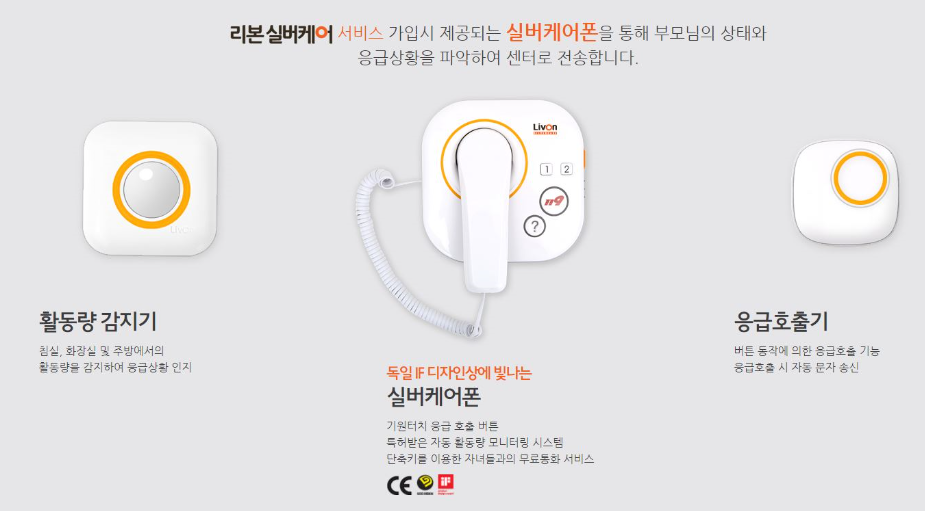 리본 실버케어 서비스 가입시 제공되는 실버케어폰을 통해 부모님의 상태와
응급상황을 파악하여 센터로 전송합니다.
Livon
1 2
119
?
활동량 감지기
침실, 화장실 및 주방에서의
활동량을 감지하여 응급상황 인지
독일 IF 디자인상에 빛나는
실버케어폰
기원터치 응급 호출 버튼
특허받은 자동 활동량 모니터링 시스템
단축키를 이용한 자녀들과의 무료통화 서비스
CE
iF
응급호출기
버튼 동작에 의한 응급호출 기능
응급호출 시 자동 문자 송신